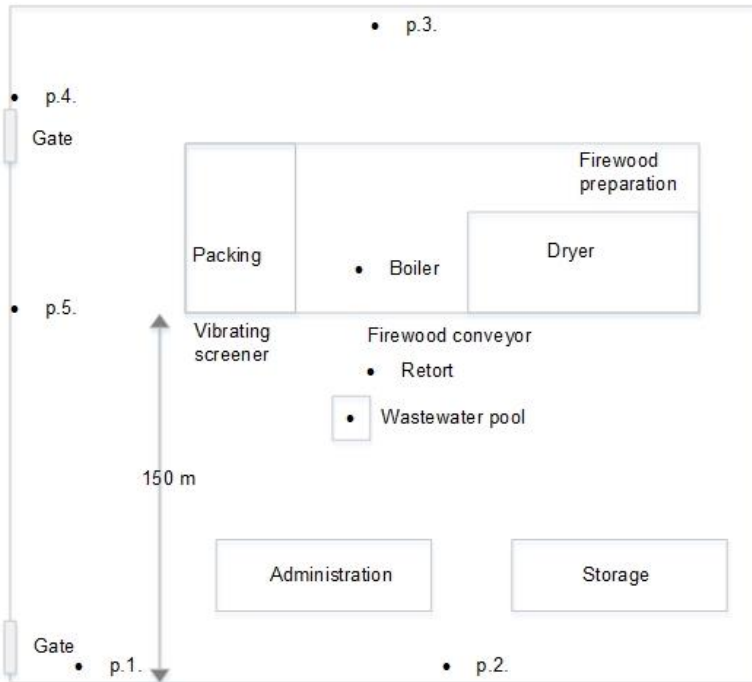 p.3.
p.4.
Gate
Firewood
preparation
Packing
Boiler
Dryer
p.5.
Vibrating
screener
Firewood conveyor
Retort
Wastewater pool
150 m
Administration
Storage
Gate
p.1.
p.2.